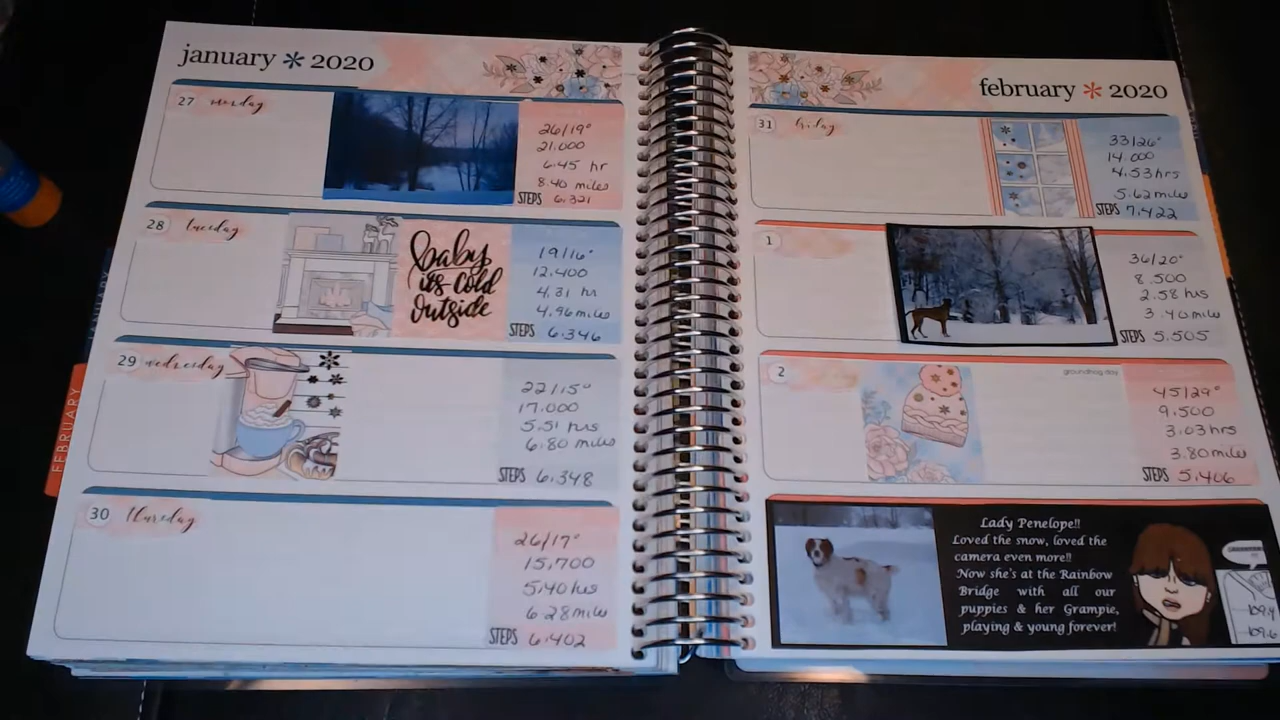 january * 2020
27 monday
26/19°
21,000
6.45 hr
8.40 miles
STEPS 6.321
28 tuesday
baby
its cold
outside
19/16°
12,400
4.31 hr
4.96 miles
STEPS 6.346
29 wednesday
22/15°
17,000
5.51 hrs
6.80 miles
STEPS 6.348
30 thursday
26/17°
15,700
5.40 hrs
6.28 miles
STEPS 6.402
JANUARY
FEBRUARY
february * 2020
31 friday
33/26°
14,000
4.53 hrs
5.62 miles
STEPS 7.422
1
36/20°
8,500
2.58 hrs
3.40 miles
STEPS 5.505
2
groundhog day
45/29°
9,500
3.03 hrs
3.80 miles
STEPS 5.406
Lady Penelope!!
Loved the snow, loved the
camera even more!!
Now she's at the Rainbow
Bridge with all our
puppies & her Grampie,
playing & young forever!
109.4
109.6